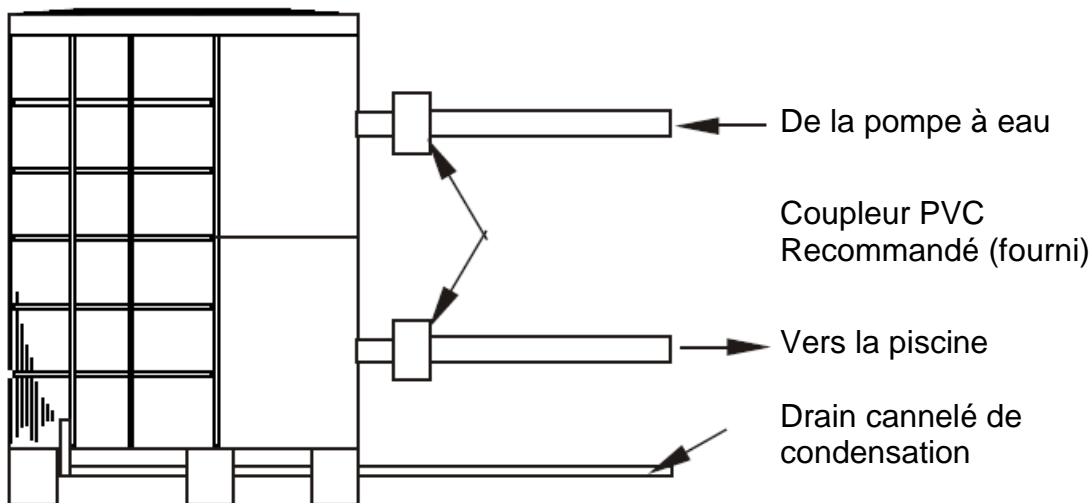 De la pompe à eau
Coupleur PVC
Recommandé (fourni)
Vers la piscine
Drain cannelé de
condensation